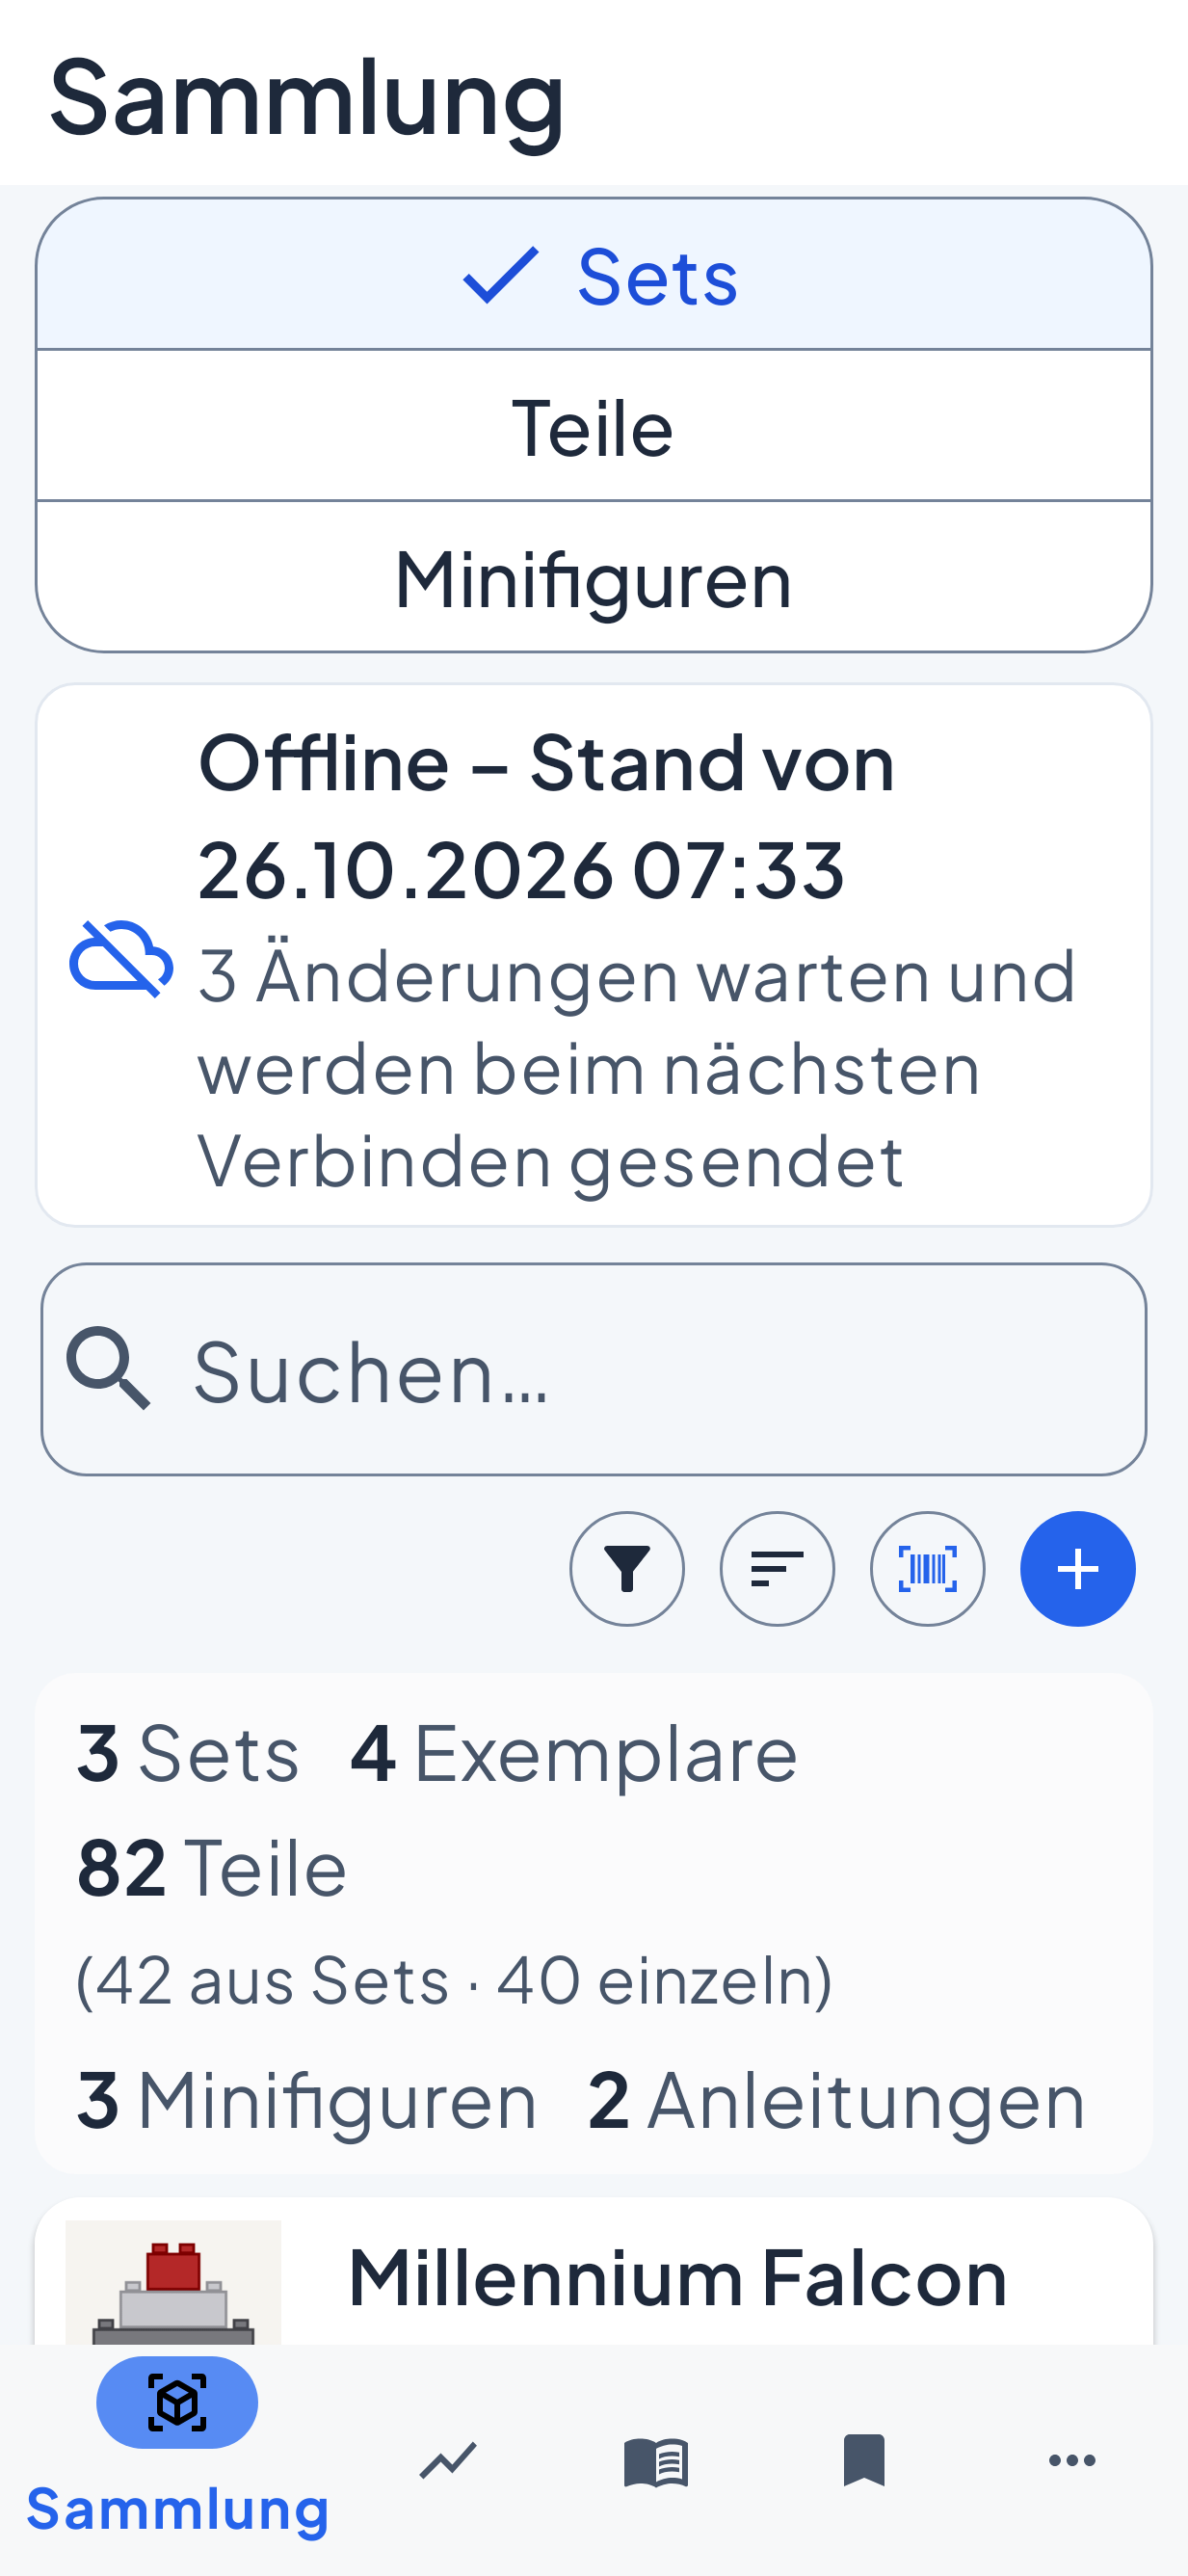 Sammlung
Sets
Teile
Minifiguren
Offline – Stand von
26.10.2026 07:33
3 Änderungen warten und
werden beim nächsten
Verbinden gesendet
Suchen…
3 Sets 4 Exemplare
82 Teile
(42 aus Sets · 40 einzeln)
3 Minifiguren 2 Anleitungen
Millennium Falcon
Sammlung